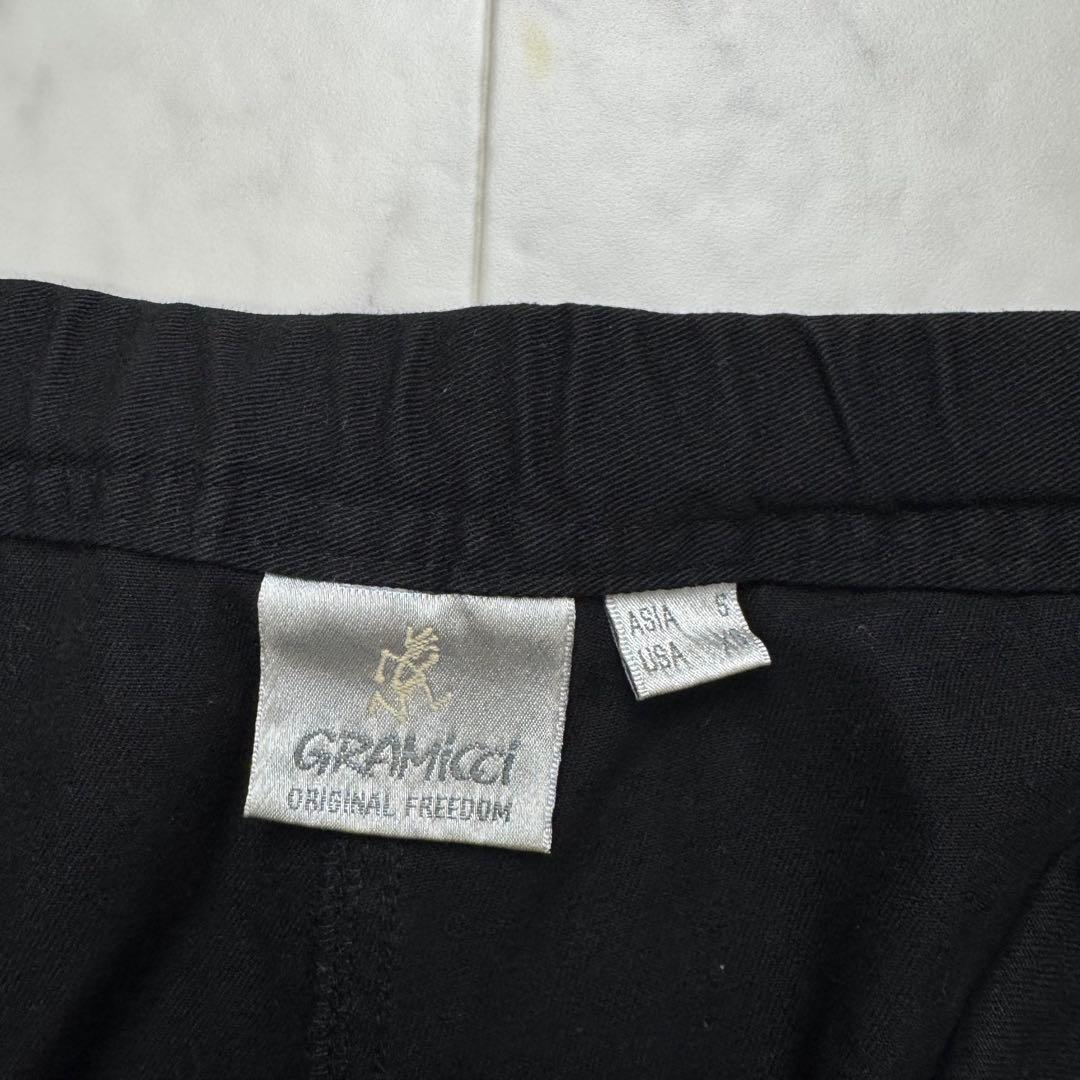 GRAMiCCi
ORIGINAL FREEDOM
ASIA S
USA XS